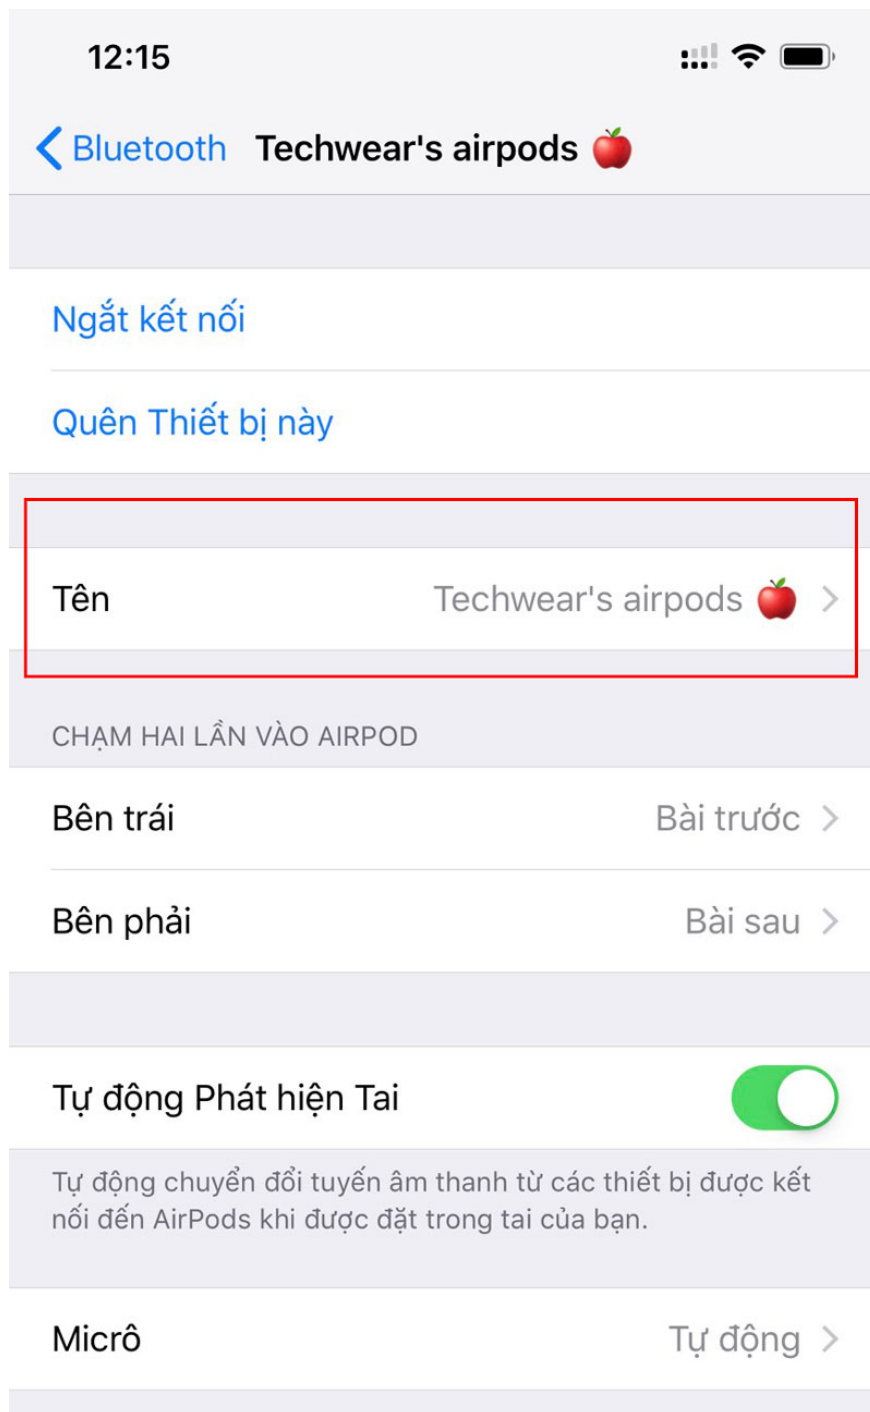 12:15
Bluetooth Techwear's airpods 🍎
Ngắt kết nối
Quên Thiết bị này
Tên Techwear's airpods 🍎
CHẠM HAI LẦN VÀO AIRPOD
Bên trái Bài trước
Bên phải Bài sau
Tự động Phát hiện Tai
Tự động chuyển đổi tuyến âm thanh từ các thiết bị được kết
nối đến AirPods khi được đặt trong tai của bạn.
Micrô Tự động